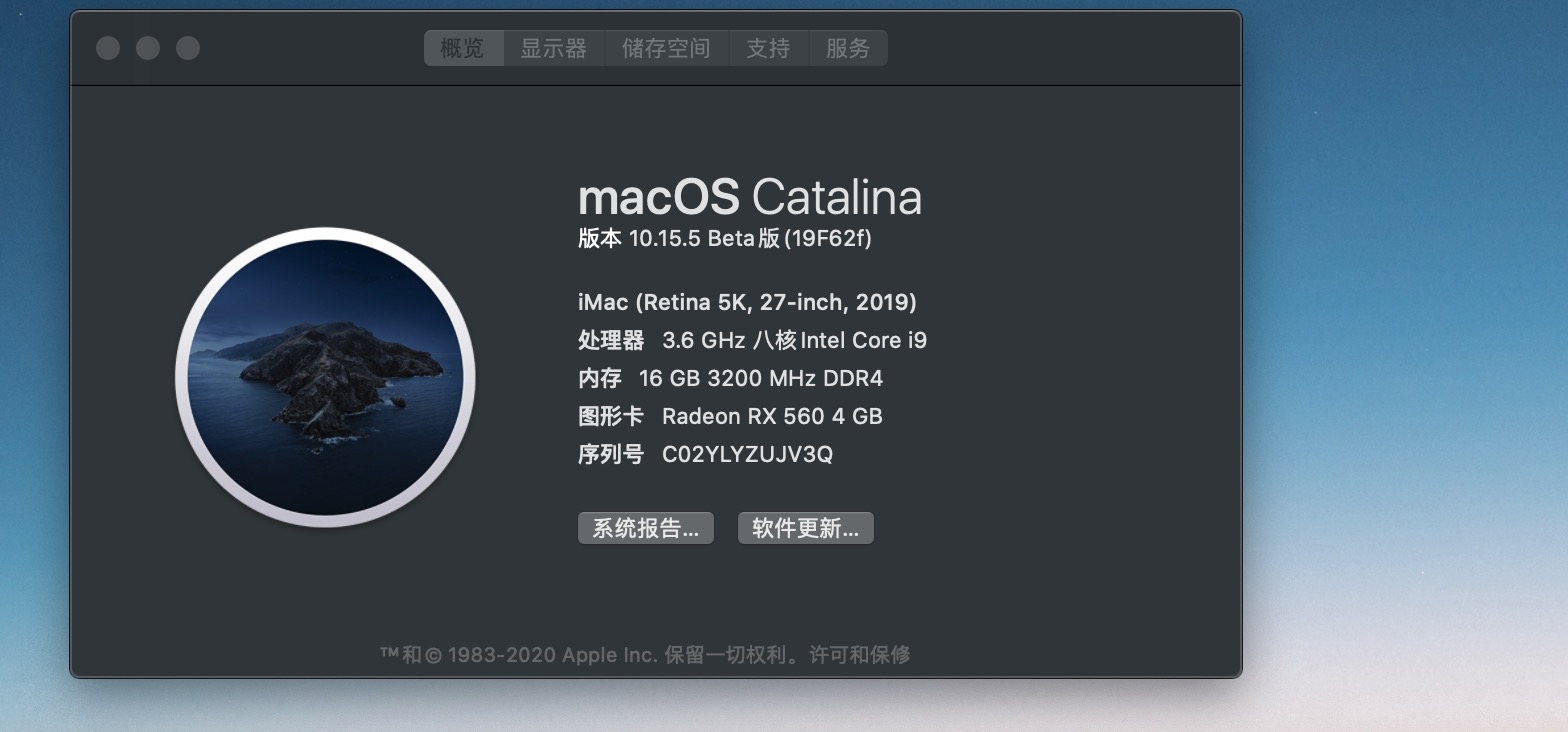 概览 显示器 储存空间 支持 服务
macOS Catalina
版本 10.15.5 Beta版 (19F62f)
iMac (Retina 5K, 27-inch, 2019)
处理器 3.6 GHz 八核Intel Core i9
内存 16 GB 3200 MHz DDR4
图形卡 Radeon RX 560 4 GB
序列号 C02YLYZUJV3Q
系统报告... 软件更新...
™和© 1983-2020 Apple Inc. 保留一切权利。许可和保修